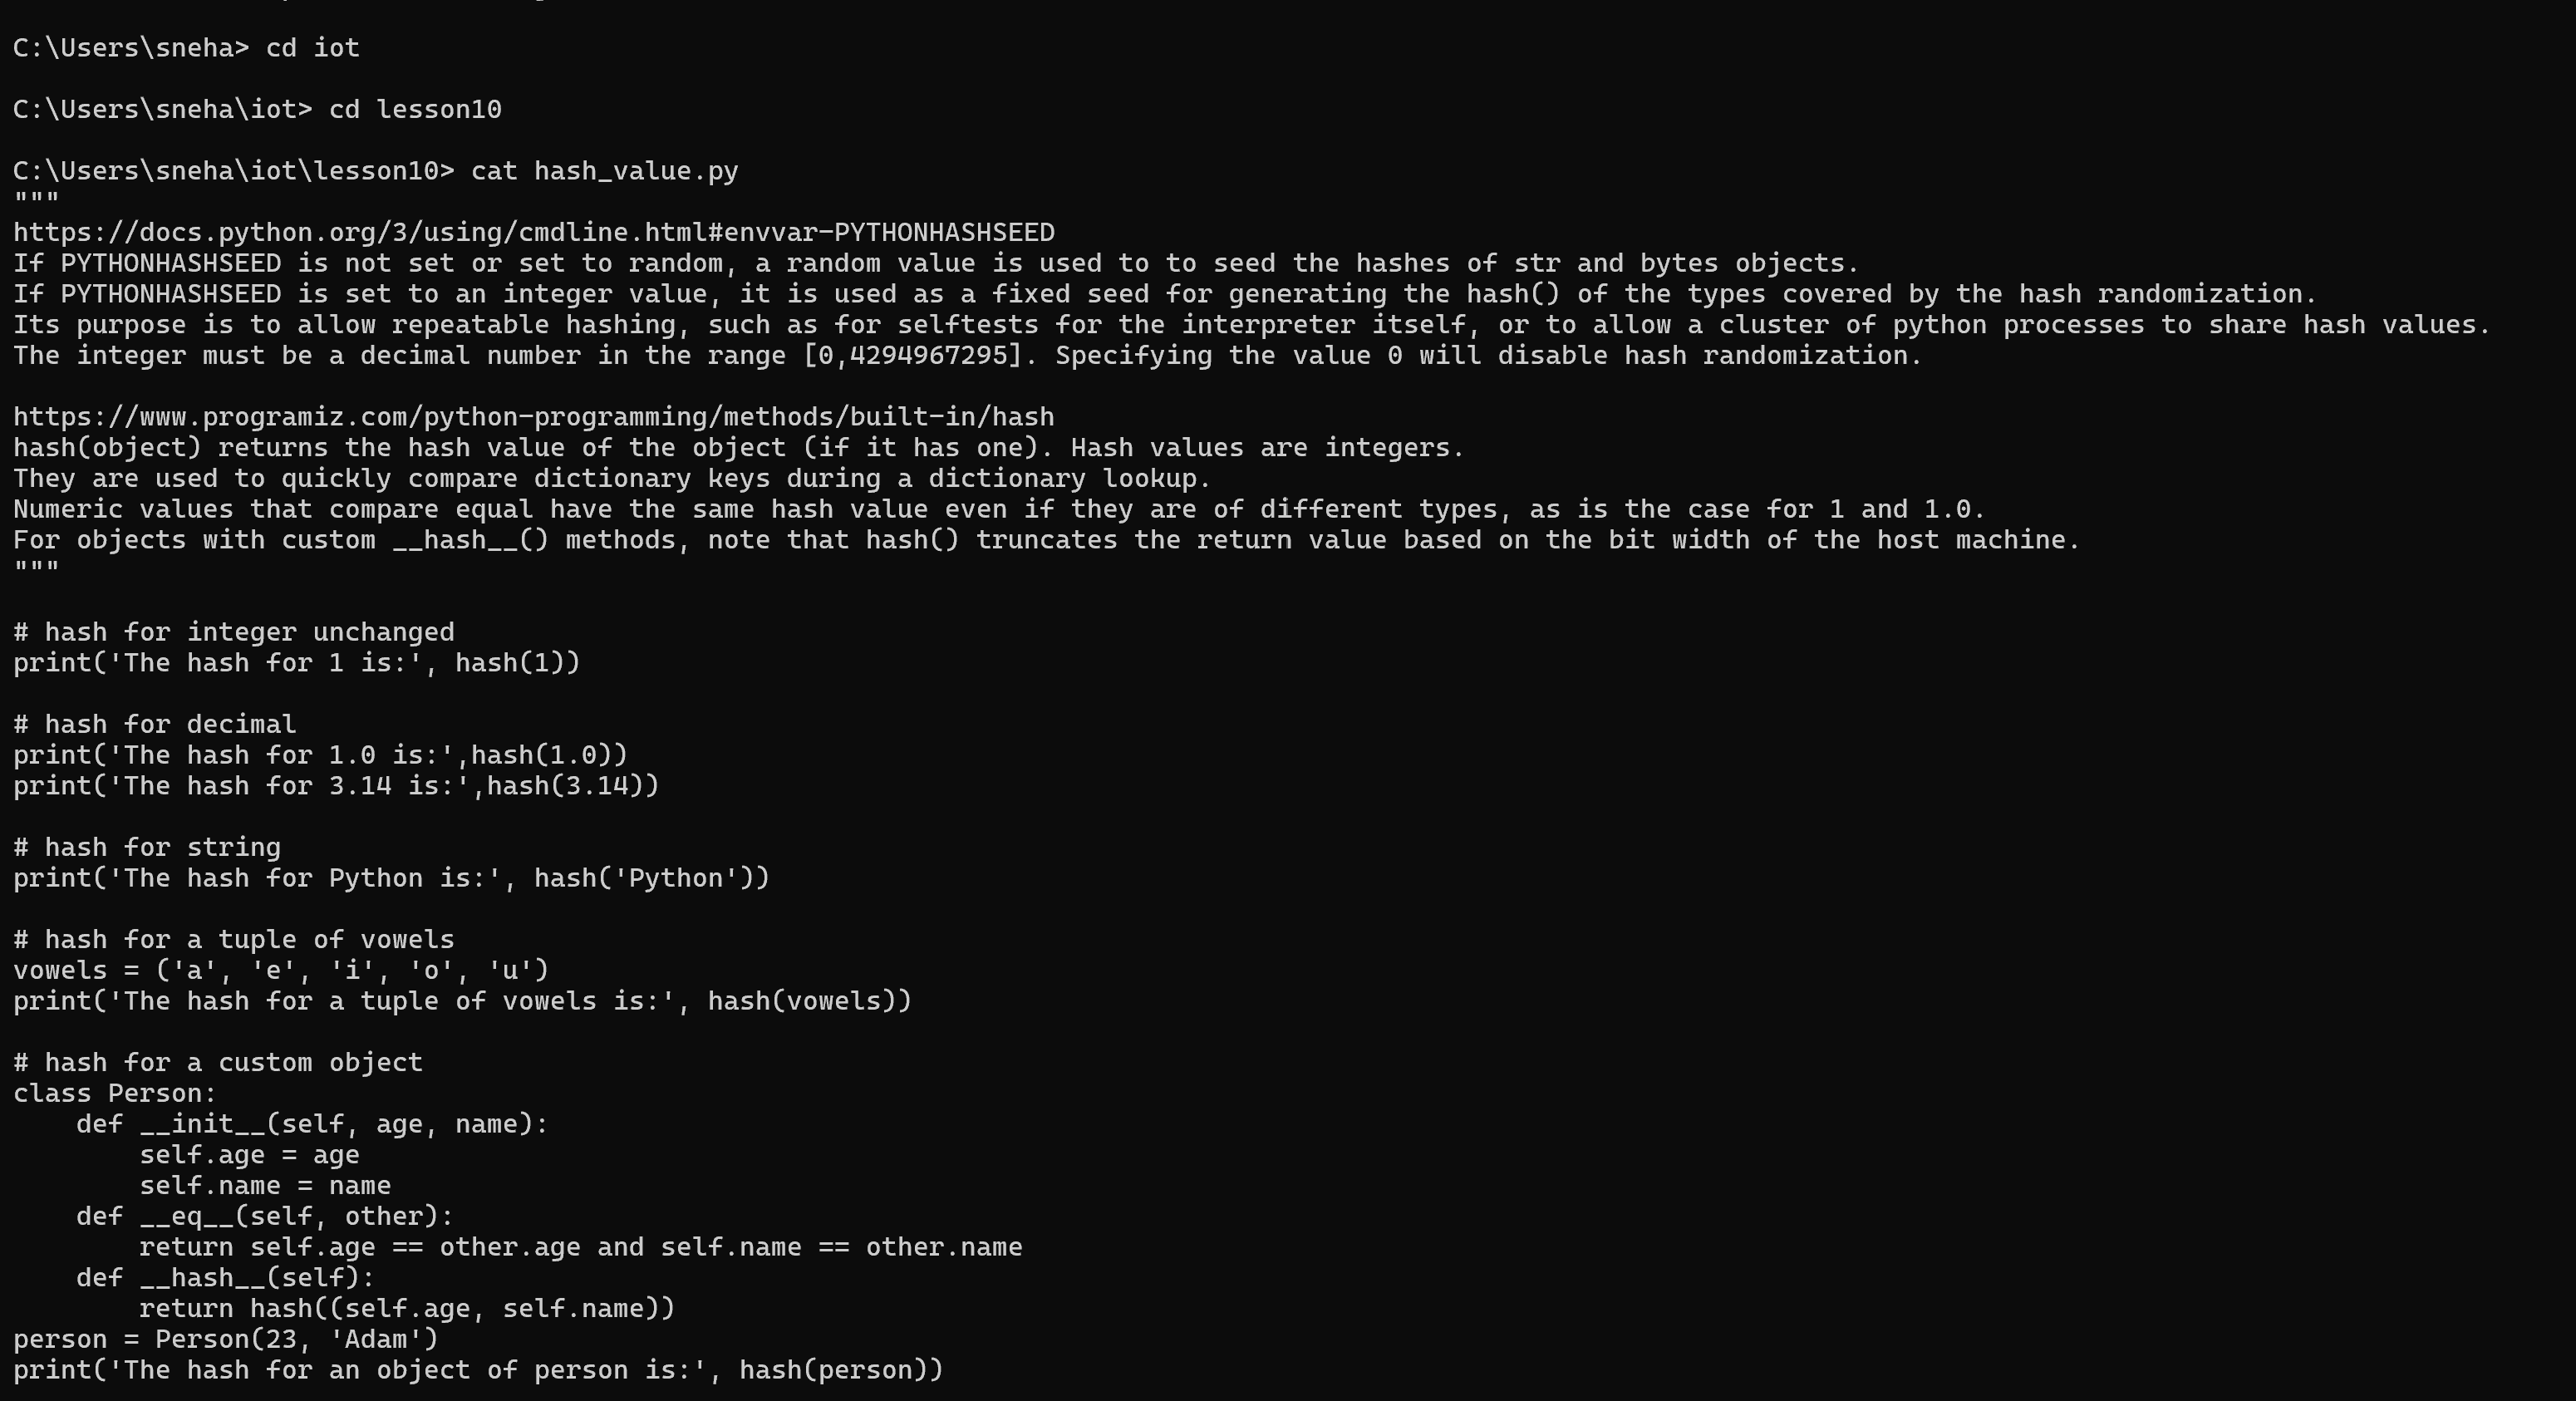 C:\Users\sneha> cd iot

C:\Users\sneha\iot> cd lesson10

C:\Users\sneha\iot\lesson10> cat hash_value.py
"""
https://docs.python.org/3/using/cmdline.html#envvar-PYTHONHASHSEED
If PYTHONHASHSEED is not set or set to random, a random value is used to to seed the hashes of str and bytes objects.
If PYTHONHASHSEED is set to an integer value, it is used as a fixed seed for generating the hash() of the types covered by the hash randomization.
Its purpose is to allow repeatable hashing, such as for selftests for the interpreter itself, or to allow a cluster of python processes to share hash values.
The integer must be a decimal number in the range [0,4294967295]. Specifying the value 0 will disable hash randomization.

https://www.programiz.com/python-programming/methods/built-in/hash
hash(object) returns the hash value of the object (if it has one). Hash values are integers.
They are used to quickly compare dictionary keys during a dictionary lookup.
Numeric values that compare equal have the same hash value even if they are of different types, as is the case for 1 and 1.0.
For objects with custom __hash__() methods, note that hash() truncates the return value based on the bit width of the host machine.
"""

# hash for integer unchanged
print('The hash for 1 is:', hash(1))

# hash for decimal
print('The hash for 1.0 is:',hash(1.0))
print('The hash for 3.14 is:',hash(3.14))

# hash for string
print('The hash for Python is:', hash('Python'))

# hash for a tuple of vowels
vowels = ('a', 'e', 'i', 'o', 'u')
print('The hash for a tuple of vowels is:', hash(vowels))

# hash for a custom object
class Person:
    def __init__(self, age, name):
        self.age = age
        self.name = name
    def __eq__(self, other):
        return self.age == other.age and self.name == other.name
    def __hash__(self):
        return hash((self.age, self.name))
person = Person(23, 'Adam')
print('The hash for an object of person is:', hash(person))